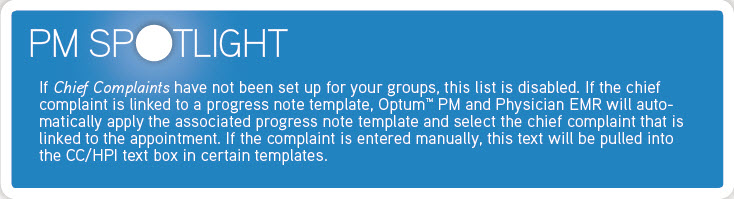 PM SPOTLIGHT
If Chief Complaints have not been set up for your groups, this list is disabled. If the chief
complaint is linked to a progress note template, Optum™ PM and Physician EMR will auto-
matically apply the associated progress note template and select the chief complaint that is
linked to the appointment. If the complaint is entered manually, this text will be pulled into
the CC/HPI text box in certain templates.